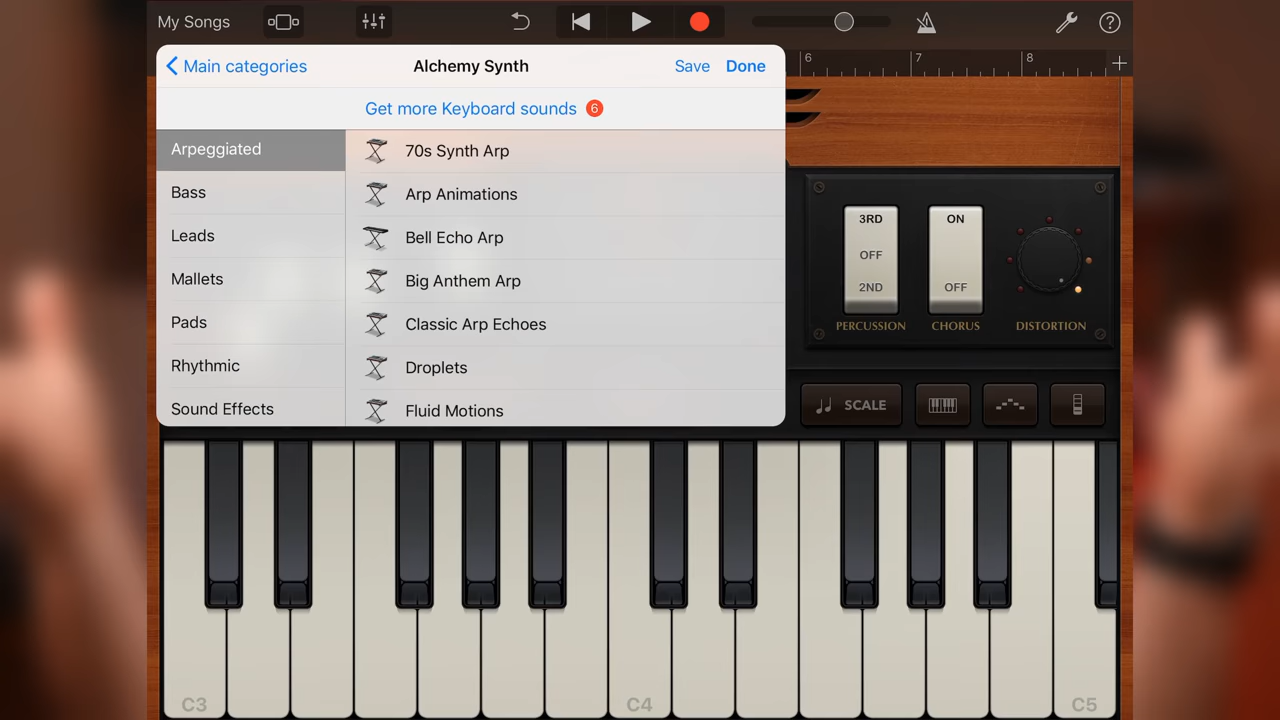 My Songs
6 7 8
Main categories Alchemy Synth Save Done
Get more Keyboard sounds 6
Arpeggiated
Bass
Leads
Mallets
Pads
Rhythmic
Sound Effects
70s Synth Arp
Arp Animations
Bell Echo Arp
Big Anthem Arp
Classic Arp Echoes
Droplets
Fluid Motions
3RD
OFF
2ND
PERCUSSION
ON
OFF
CHORUS
DISTORTION
SCALE
C3 C4 C5